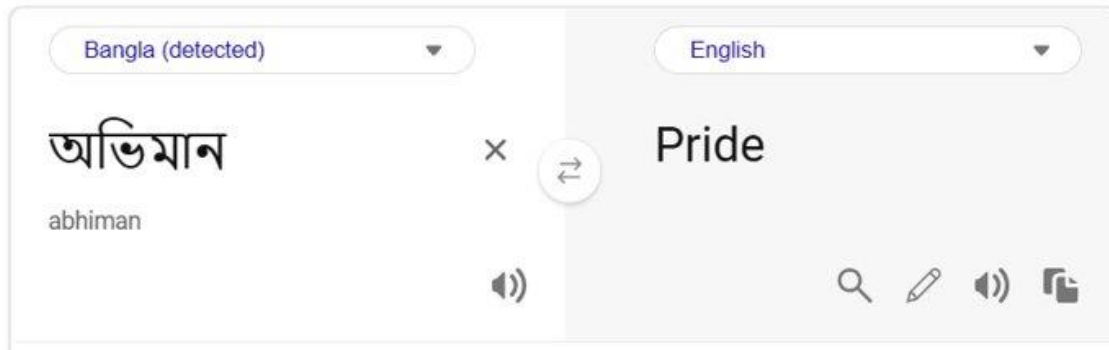 Bangla (detected)
English
অভিমান
Pride
abhiman